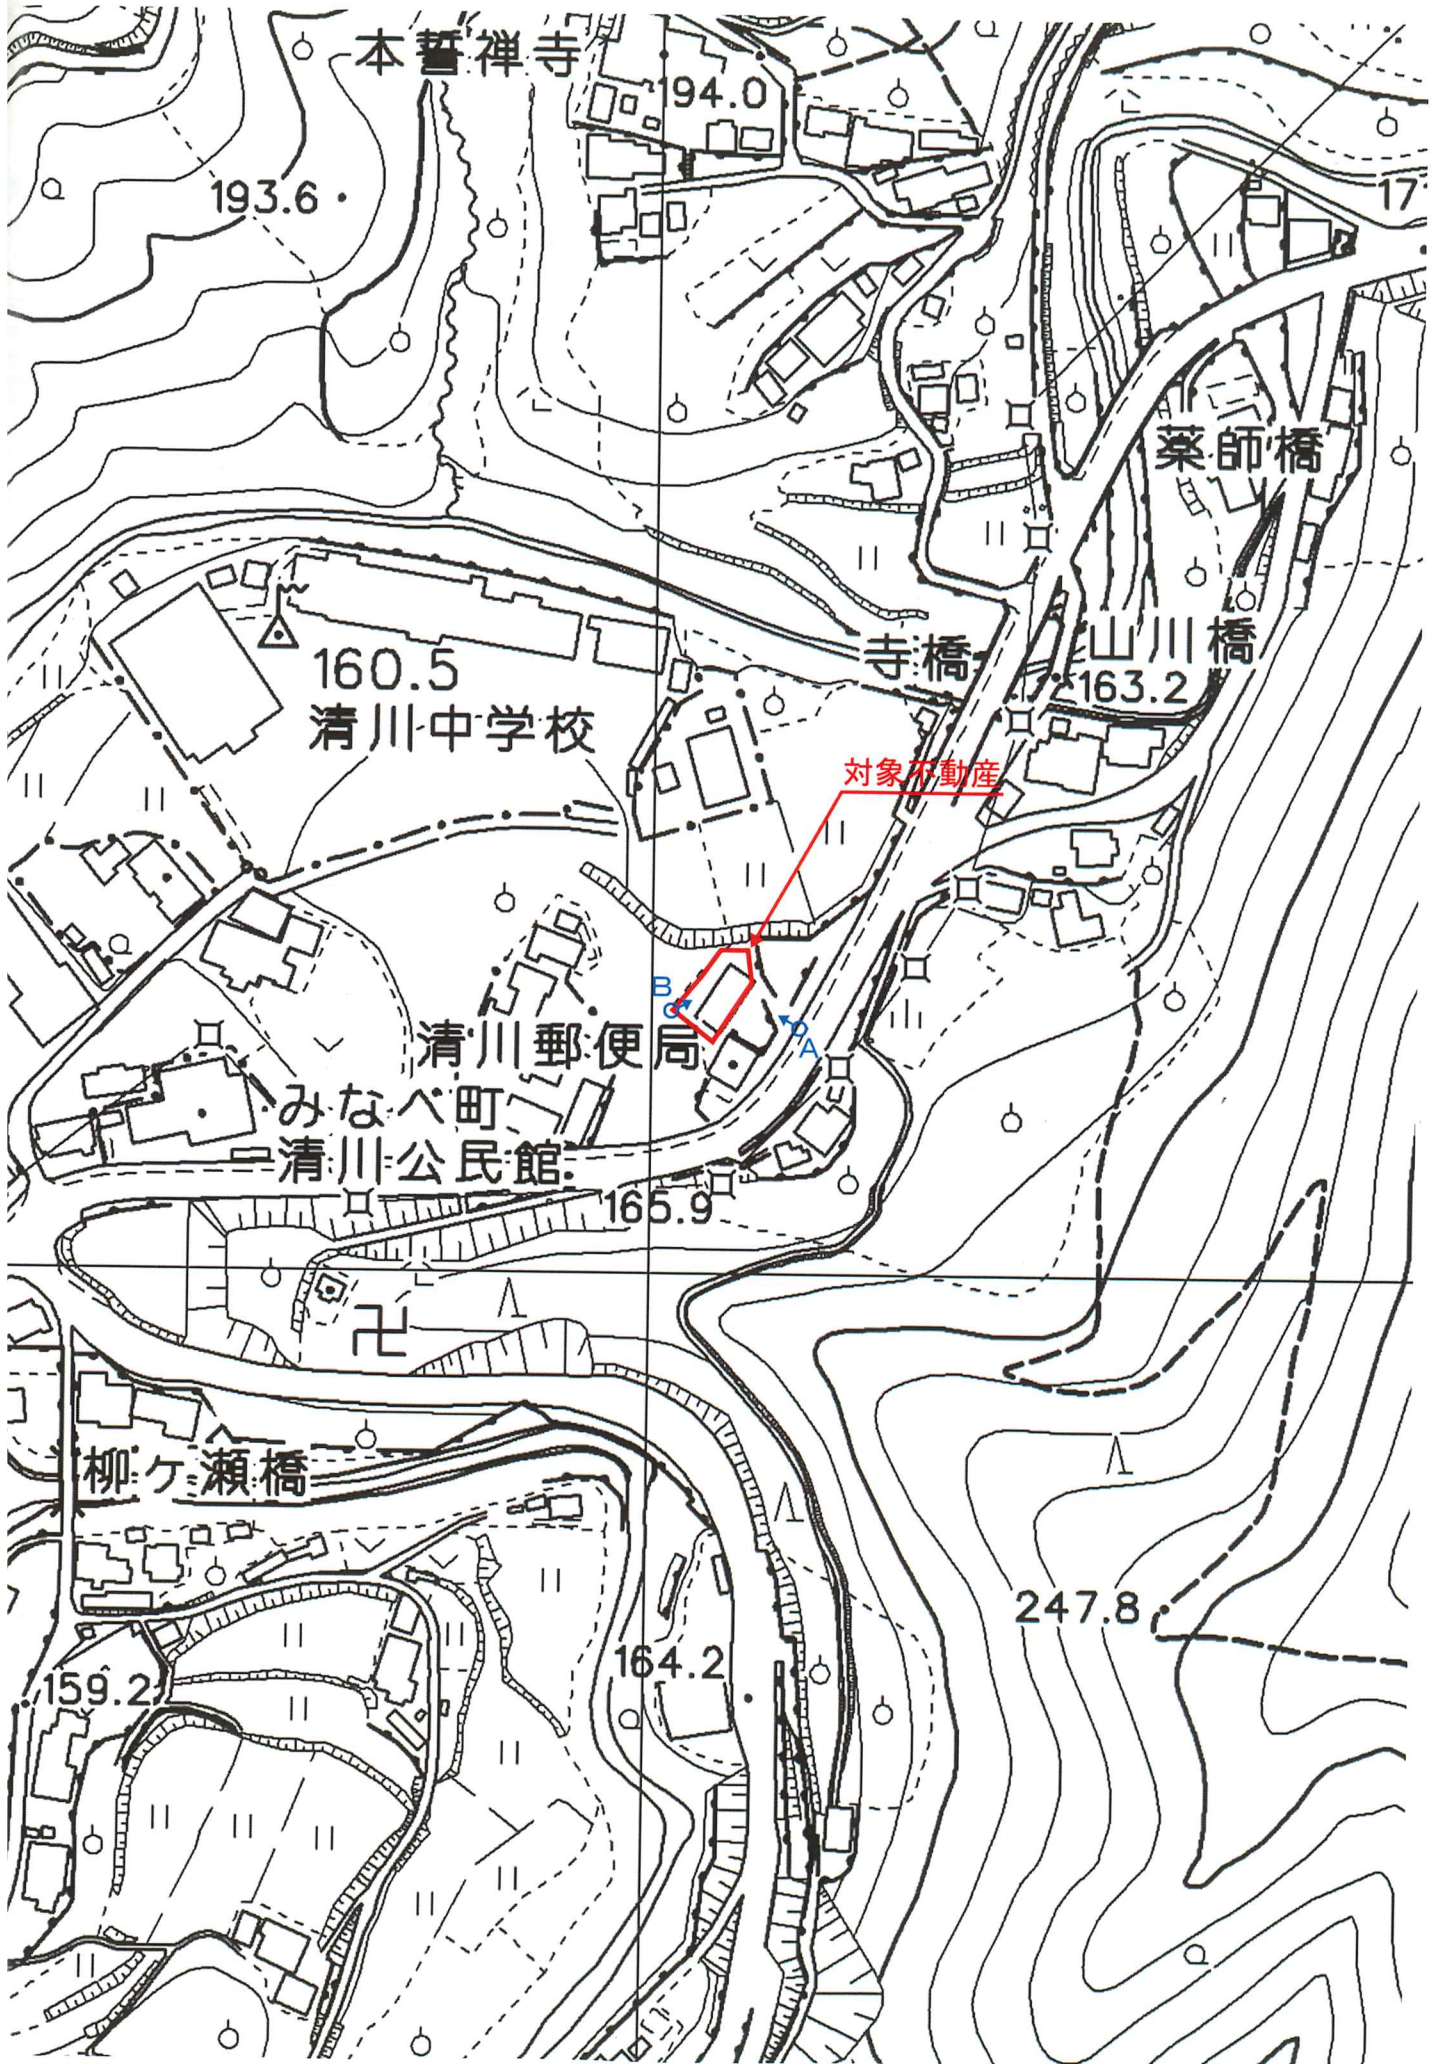 本誓禅寺
194.0
193.6
17
薬師橋
寺橋
山川橋
163.2
160.5
清川中学校
対象不動産
B
A
清川郵便局
みなべ町
清川公民館
165.9
柳ヶ瀬橋
247.8
164.2
159.2